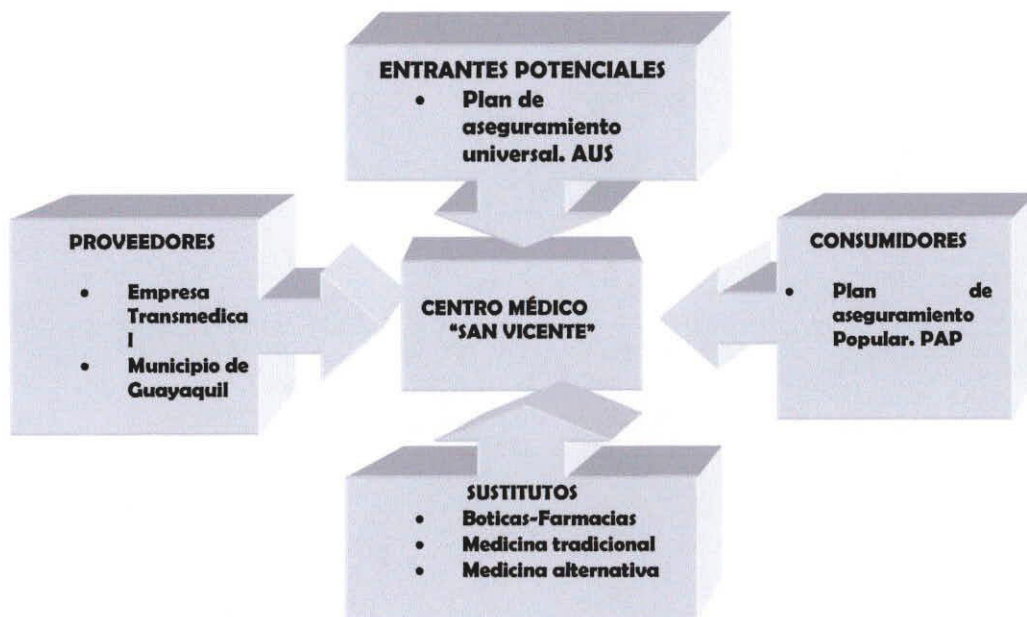 ENTRANTES POTENCIALES
• Plan de
aseguramiento
universal. AUS
PROVEEDORES
• Empresa
Transmedica
l
• Municipio de
Guayaquil
CENTRO MÉDICO
“SAN VICENTE”
CONSUMIDORES
• Plan de
aseguramiento
Popular. PAP
SUSTITUTOS
• Boticas-Farmacias
• Medicina tradicional
• Medicina alternativa